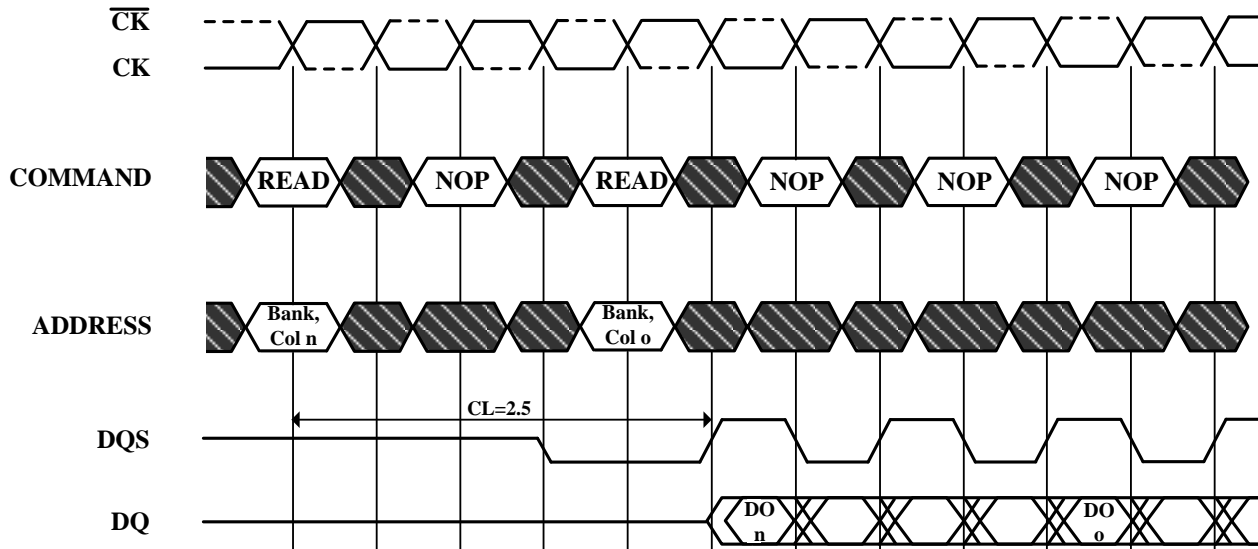 CK
CK
COMMAND
READ
NOP
READ
NOP
NOP
NOP
ADDRESS
Bank,
Col n
Bank,
Col o
CL=2.5
DQS
DQ
DO
n
DO
o